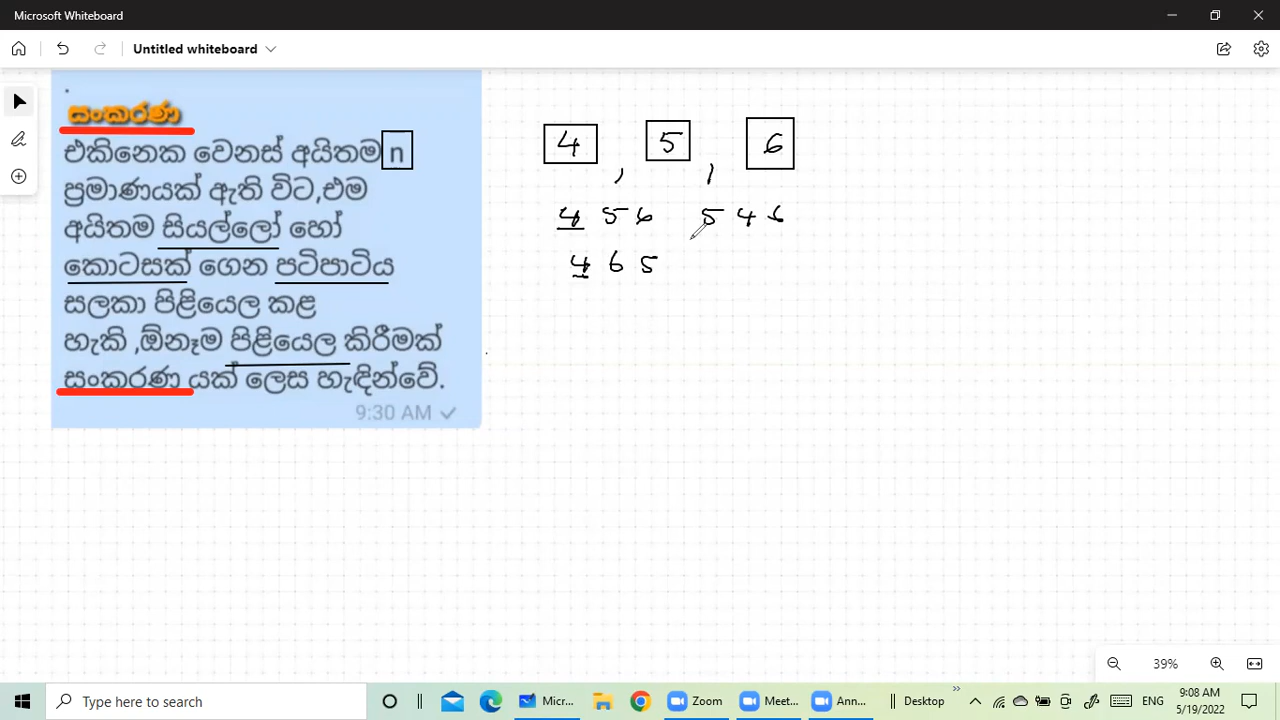 Microsoft Whiteboard
Untitled whiteboard
.
සංකරණ
එකිනෙක වෙනස් අයිතම n
ප්‍රමාණයක් ඇති විට,එම
අයිතම සියල්ලෝ හෝ
කොටසක් ගෙන පටිපාටිය
සලකා පිළියෙල කළ
හැකි ,ඕනෑම පිළියෙල කිරීමක්
සංකරණ යක් ලෙස හැඳින්වේ.
9:30 AM
4 , 5 , 6
4 5 6 5 4 6
4 6 5
39%
Type here to search
Micr...
Zoom
Meet...
Ann...
Desktop
ENG
9:08 AM
5/19/2022